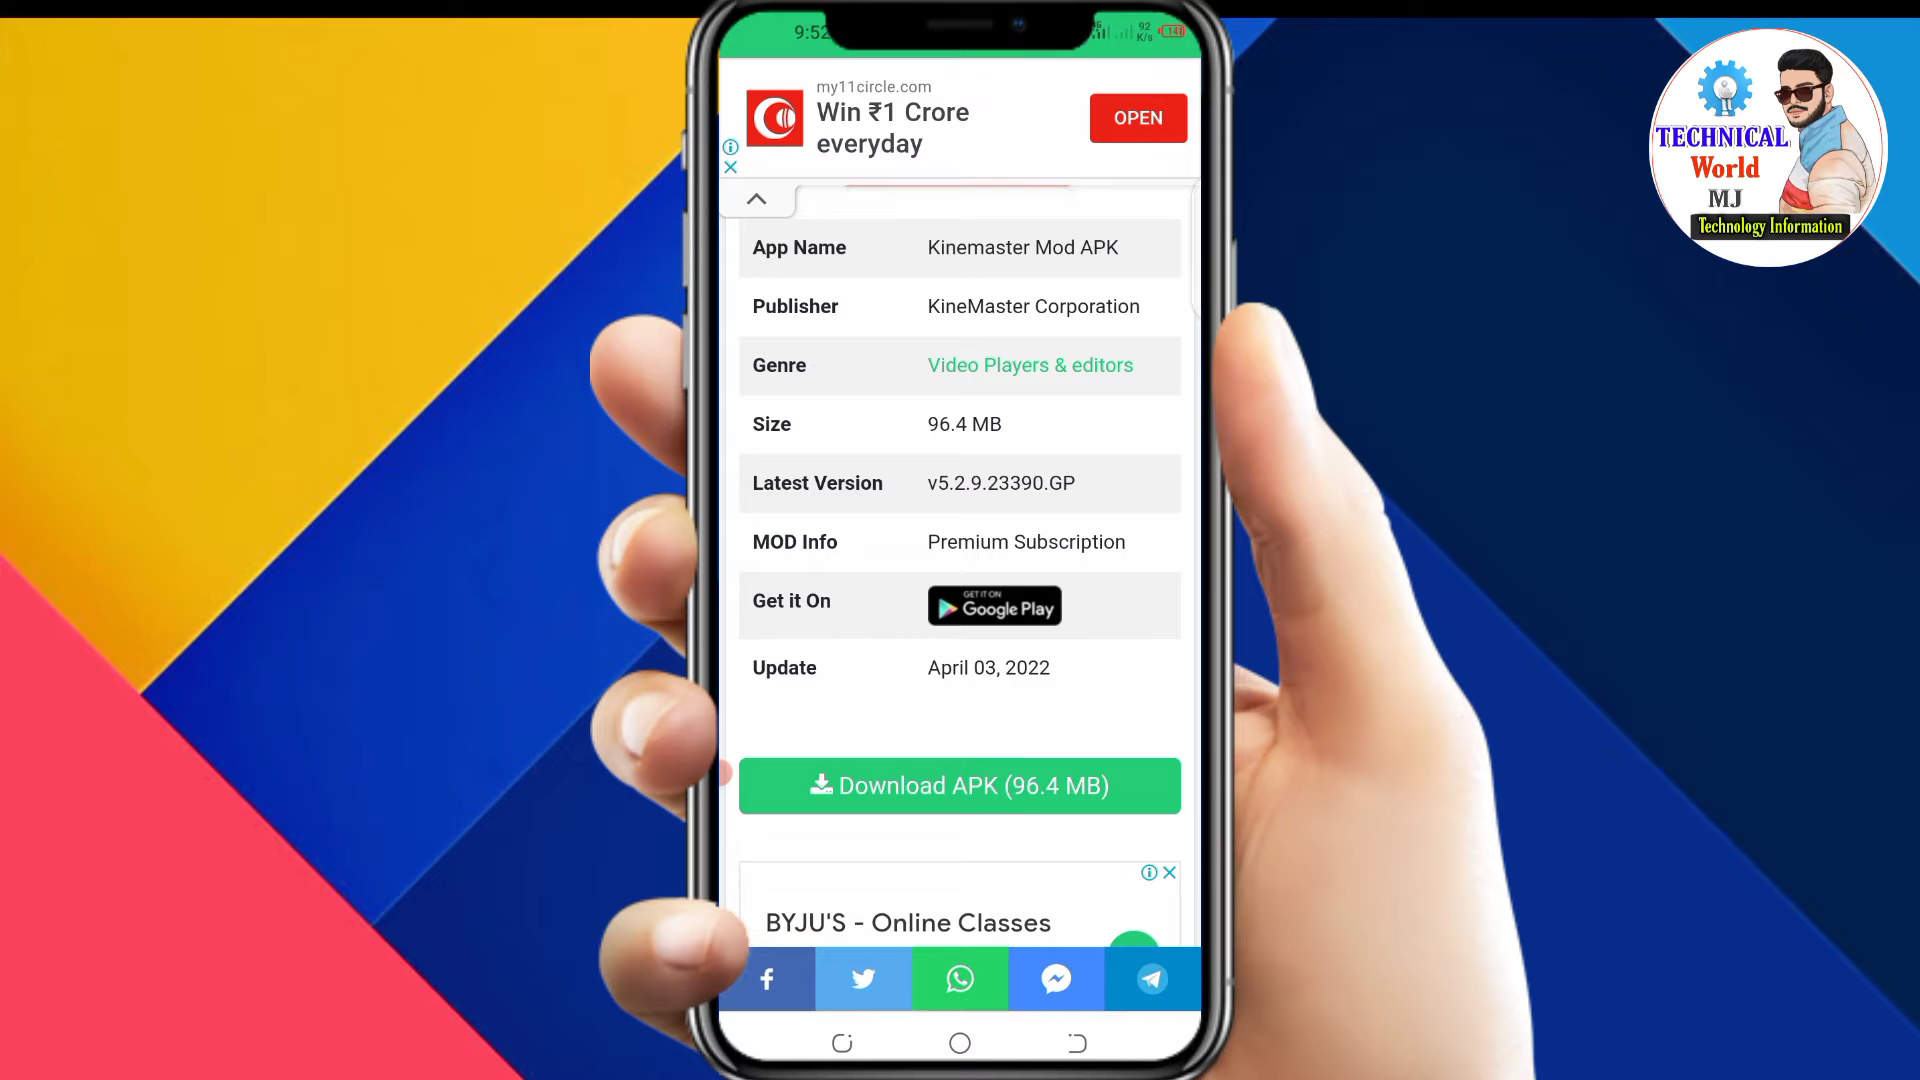 9:52
4G
92
K/s
14
my11circle.com
Win ₹1 Crore
everyday
OPEN
App Name Kinemaster Mod APK
Publisher KineMaster Corporation
Genre Video Players & editors
Size 96.4 MB
Latest Version v5.2.9.23390.GP
MOD Info Premium Subscription
Get it On GET IT ON
Google Play
Update April 03, 2022
Download APK (96.4 MB)
BYJU'S - Online Classes
TECHNICAL
World
MJ
Technology Information